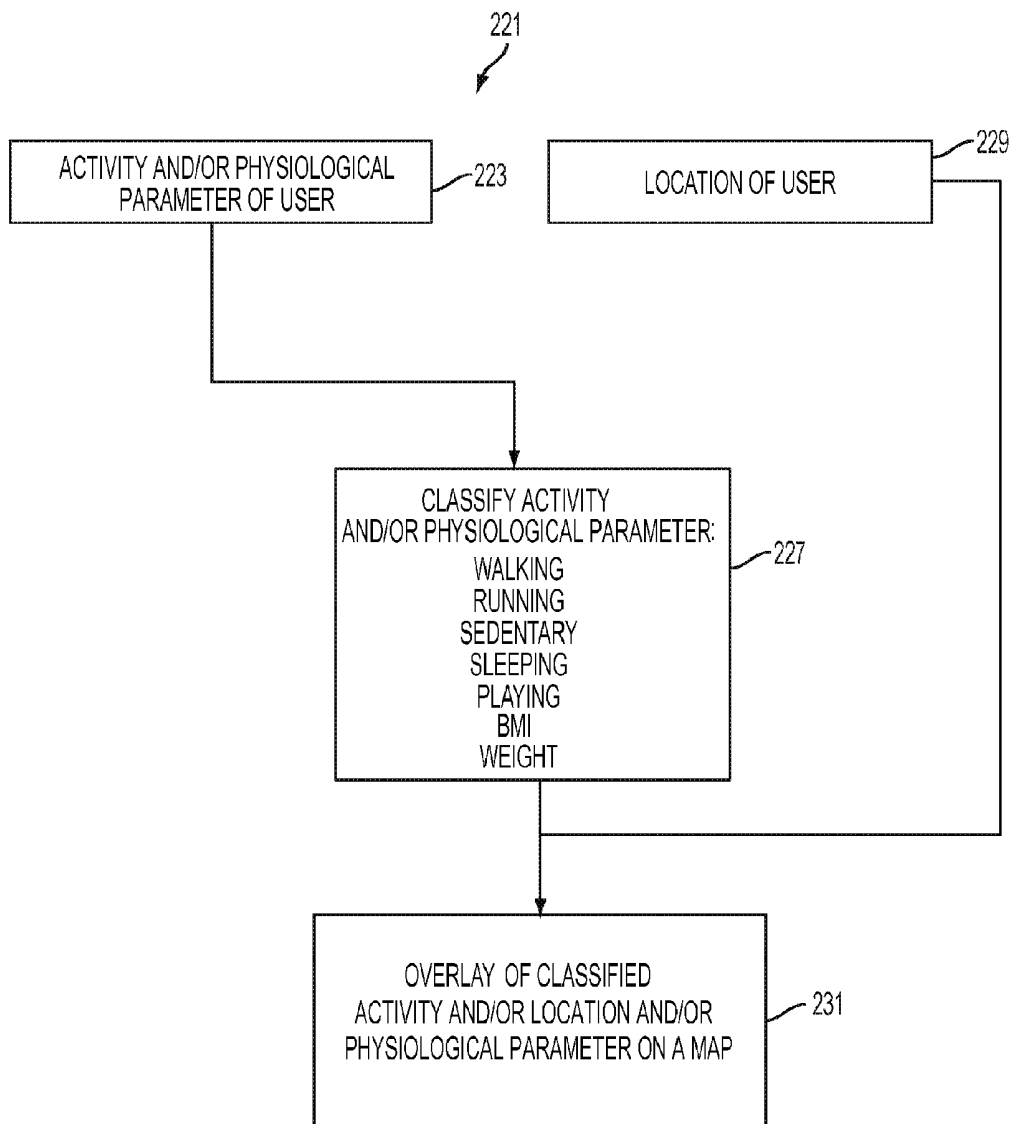 221
ACTIVITY AND/OR PHYSIOLOGICAL
PARAMETER OF USER
223
LOCATION OF USER
229
CLASSIFY ACTIVITY
AND/OR PHYSIOLOGICAL PARAMETER:
WALKING
RUNNING
SEDENTARY
SLEEPING
PLAYING
BMI
WEIGHT
227
OVERLAY OF CLASSIFIED
ACTIVITY AND/OR LOCATION AND/OR
PHYSIOLOGICAL PARAMETER ON A MAP
231